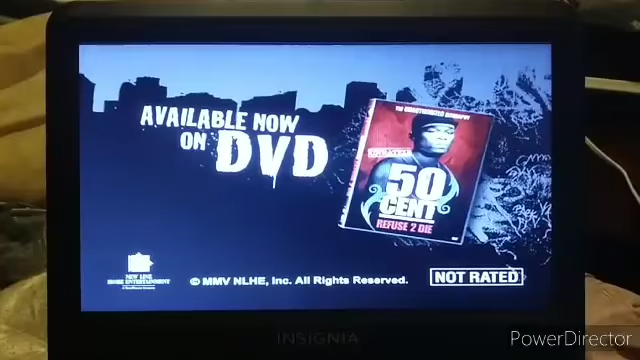 AVAILABLE NOW
ON DVD
THE UNAUTHORIZED BIOGRAPHY
UNRATED
50
CENT
REFUSE 2 DIE
NEW LINE
HOME ENTERTAINMENT
© MMV NLHE, Inc. All Rights Reserved.
NOT RATED
INSIGNIA
PowerDirector